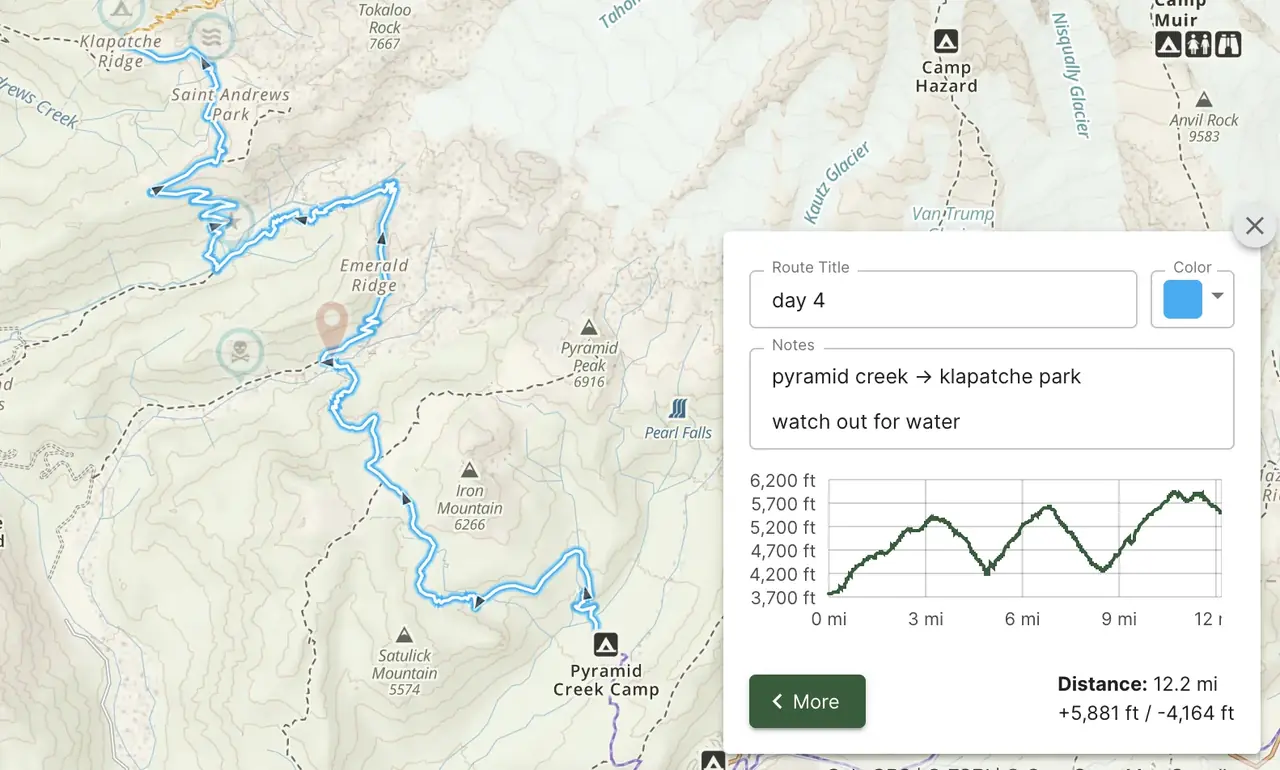 Tokaloo
Rock
7667
Klapatche
Ridge
Saint Andrews
Park
drews Creek
Camp
Hazard
Nisqually Glacier
Camp
Muir
Anvil Rock
9583
Kautz Glacier
Van Trump
Emerald
Ridge
Pyramid
Peak
6916
Pearl Falls
Iron
Mountain
6266
Satulick
Mountain
5574
Pyramid
Creek Camp
Route Title
day 4
Color
Notes
pyramid creek → klapatche park
watch out for water
6,200 ft
5,700 ft
5,200 ft
4,700 ft
4,200 ft
3,700 ft
0 mi
3 mi
6 mi
9 mi
12
More
Distance: 12.2 mi
+5,881 ft / -4,164 ft